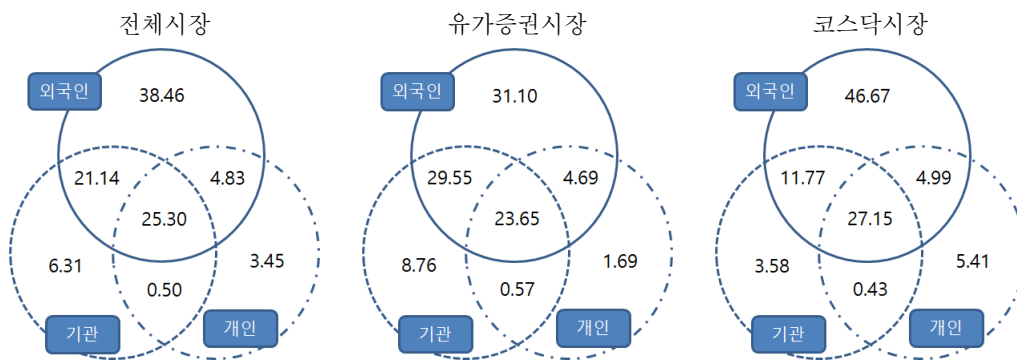 전체시장
외국인
38.46
21.14
4.83
25.30
6.31
3.45
0.50
기관
개인
유가증권시장
외국인
31.10
29.55
4.69
23.65
8.76
1.69
0.57
기관
개인
코스닥시장
외국인
46.67
11.77
4.99
27.15
3.58
5.41
0.43
기관
개인